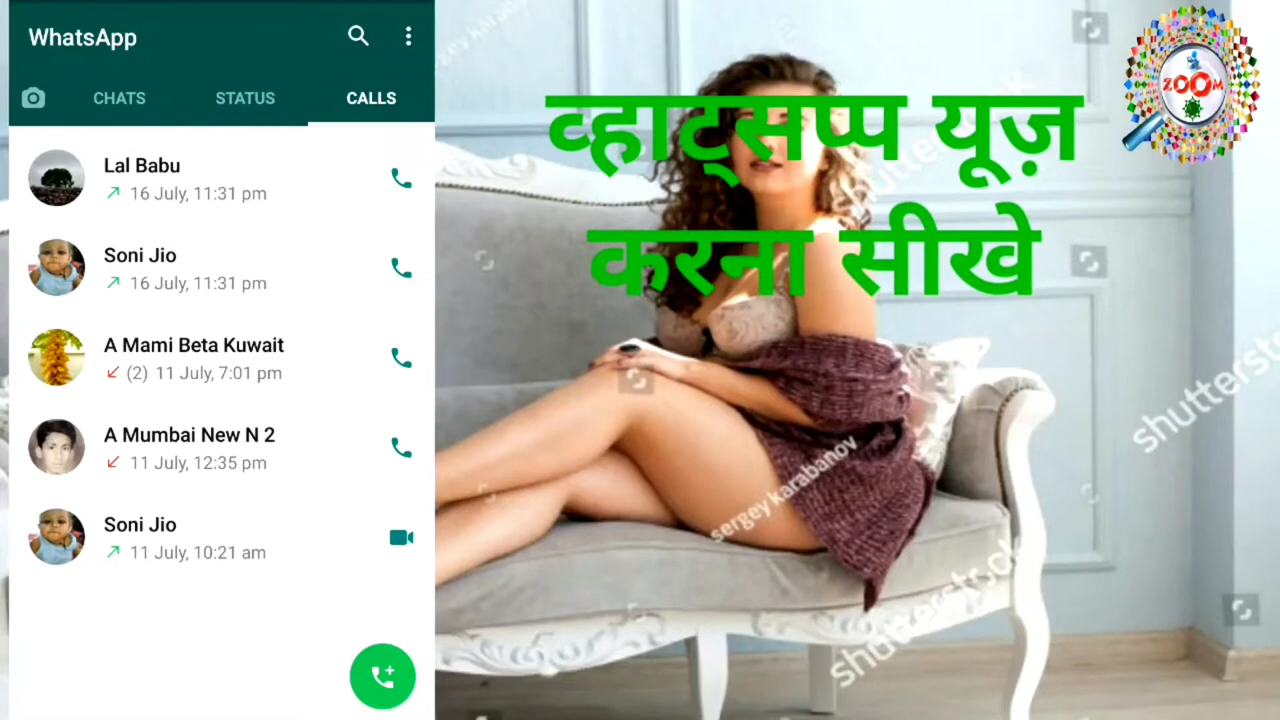 WhatsApp
CHATS
STATUS
CALLS
Lal Babu
16 July, 11:31 pm
Soni Jio
16 July, 11:31 pm
A Mami Beta Kuwait
(2) 11 July, 7:01 pm
A Mumbai New N 2
11 July, 12:35 pm
Soni Jio
11 July, 10:21 am
व्हाट्सप्प यूज़
करना सीखे
ZOOM
shutterstock
sergey karabanov
shutterstock